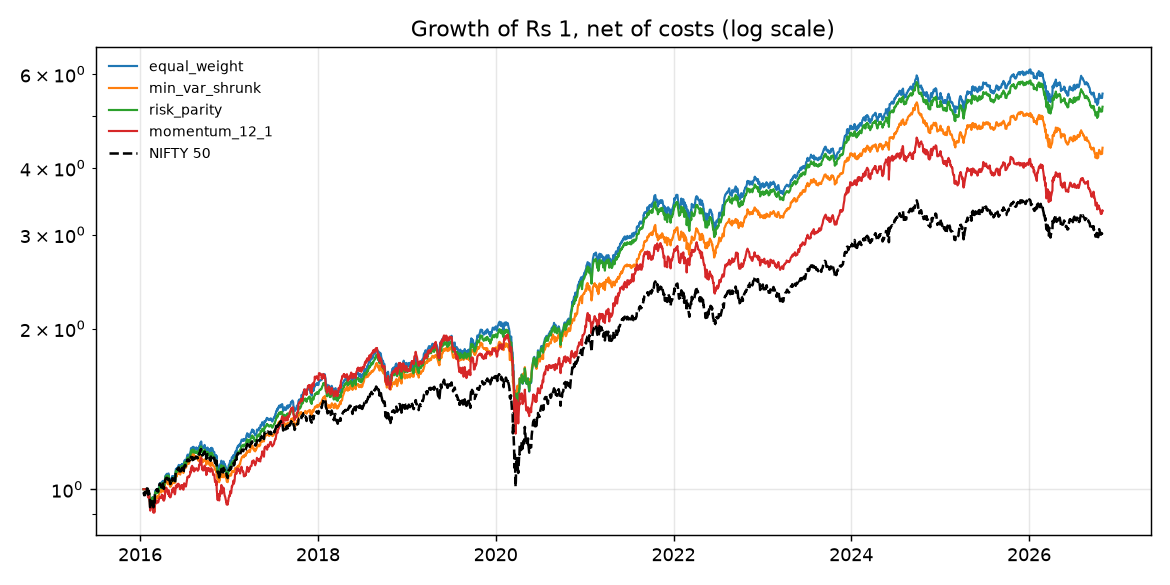 Growth of Rs 1, net of costs (log scale)
6 × 10⁰
4 × 10⁰
3 × 10⁰
2 × 10⁰
10⁰
equal_weight
min_var_shrunk
risk_parity
momentum_12_1
NIFTY 50
2016 2018 2020 2022 2024 2026